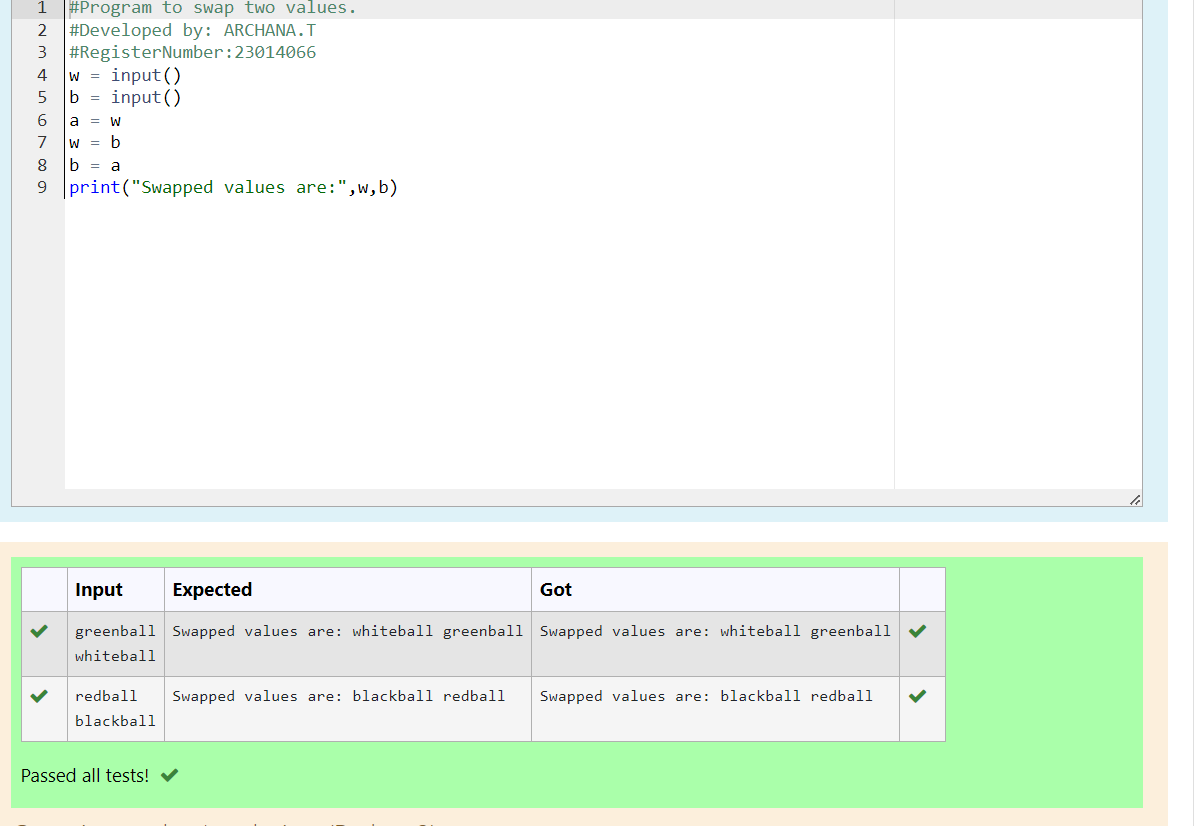 1 #Program to swap two values.
2 #Developed by: ARCHANA.T
3 #RegisterNumber:23014066
4 w = input()
5 b = input()
6 a = w
7 w = b
8 b = a
9 print("Swapped values are:",w,b)
Input Expected Got
greenball Swapped values are: whiteball greenball Swapped values are: whiteball greenball
whiteball
redball Swapped values are: blackball redball Swapped values are: blackball redball
blackball
Passed all tests!